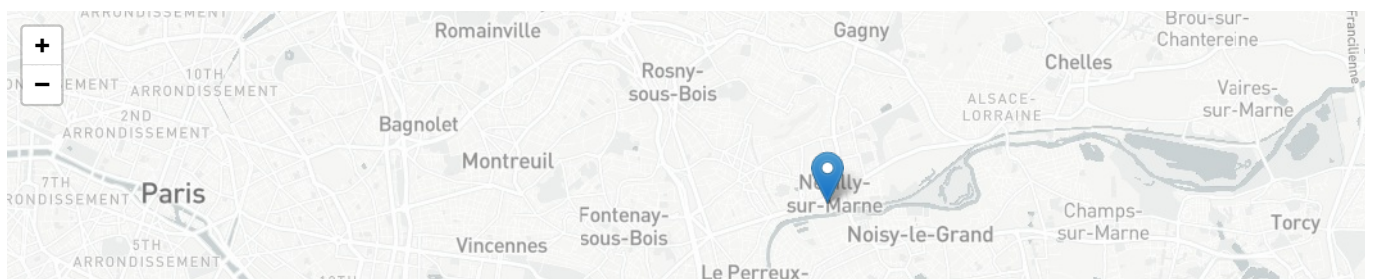 ARRONDISSEMENT
Romainville
Gagny
Brou-sur-
Chantereine
Francilienne
+
−
Rosny-
sous-Bois
Chelles
10TH
ARRONDISSEMENT
Vaires-
sur-Marne
ALSACE-
LORRAINE
2ND
ARRONDISSEMENT
Bagnolet
Montreuil
7TH
Paris
Neuilly-
sur-Marne
Fontenay-
sous-Bois
Champs-
sur-Marne
Torcy
Noisy-le-Grand
Vincennes
5TH
ARRONDISSEMENT
Le Perreux-